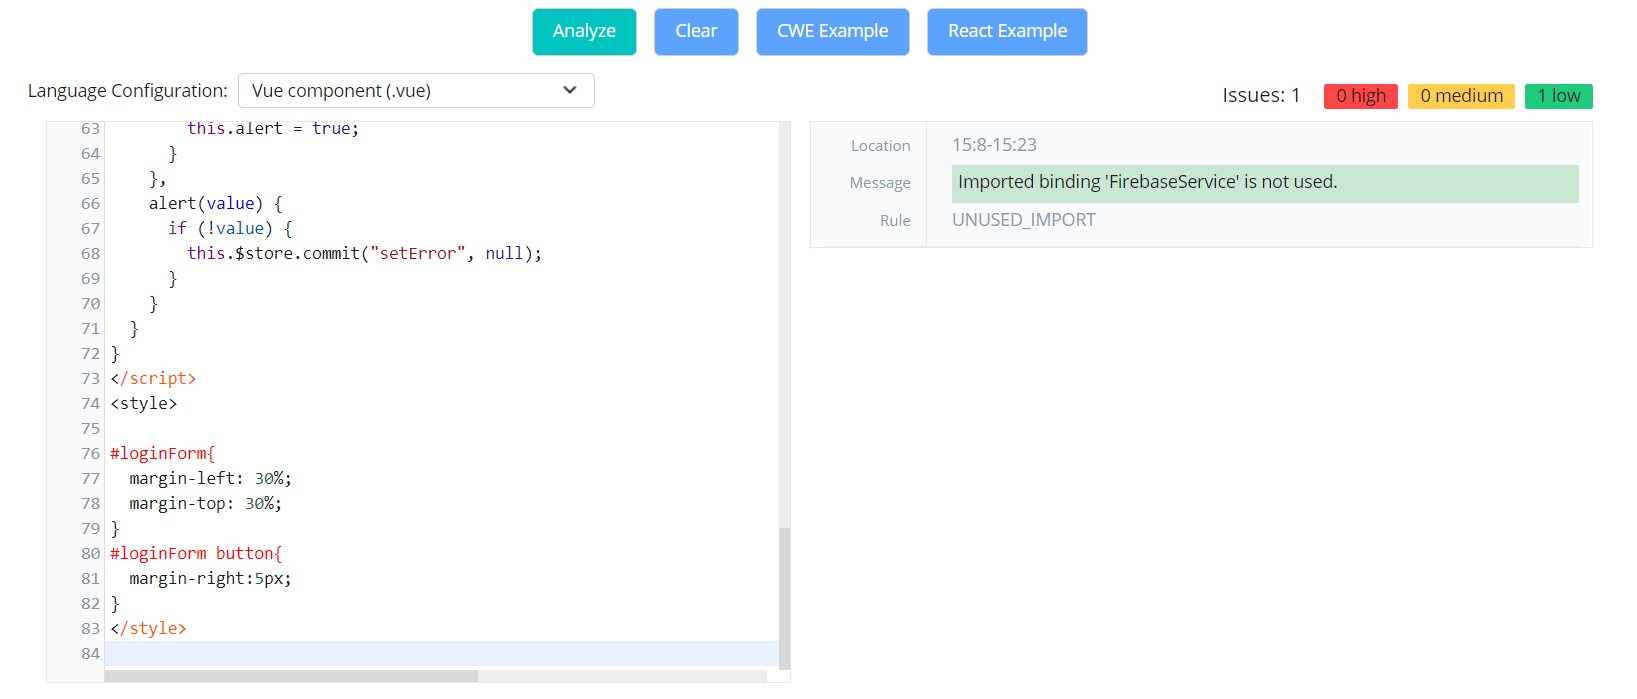 Analyze Clear CWE Example React Example
Language Configuration: Vue component (.vue)
Issues: 1 0 high 0 medium 1 low
63 this.alert = true;
64 }
65 },
66 alert(value) {
67 if (!value) {
68 this.$store.commit("setError", null);
69 }
70 }
71 }
72 }
73 </script>
74 <style>
75
76 #loginForm{
77 margin-left: 30%;
78 margin-top: 30%;
79 }
80 #loginForm button{
81 margin-right:5px;
82 }
83 </style>
84
Location 15:8-15:23
Message Imported binding 'FirebaseService' is not used.
Rule UNUSED_IMPORT